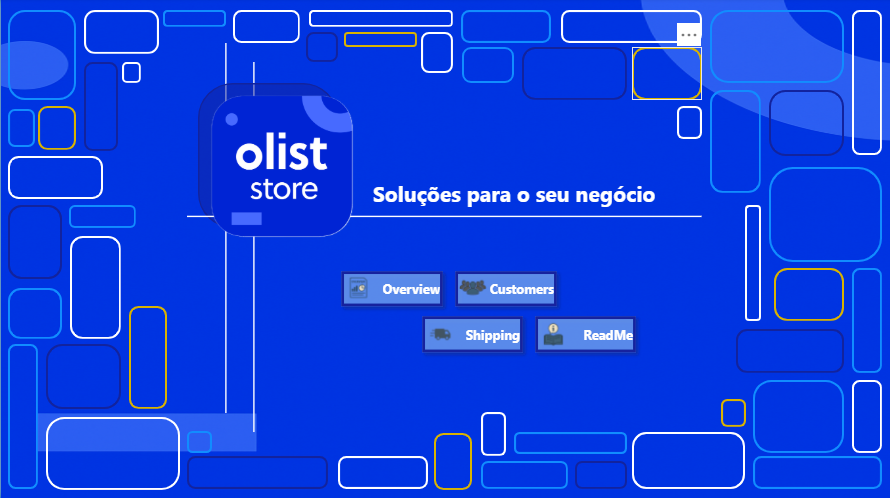 olist
store
Soluções para o seu negócio
Overview
Customers
Shipping
ReadMe